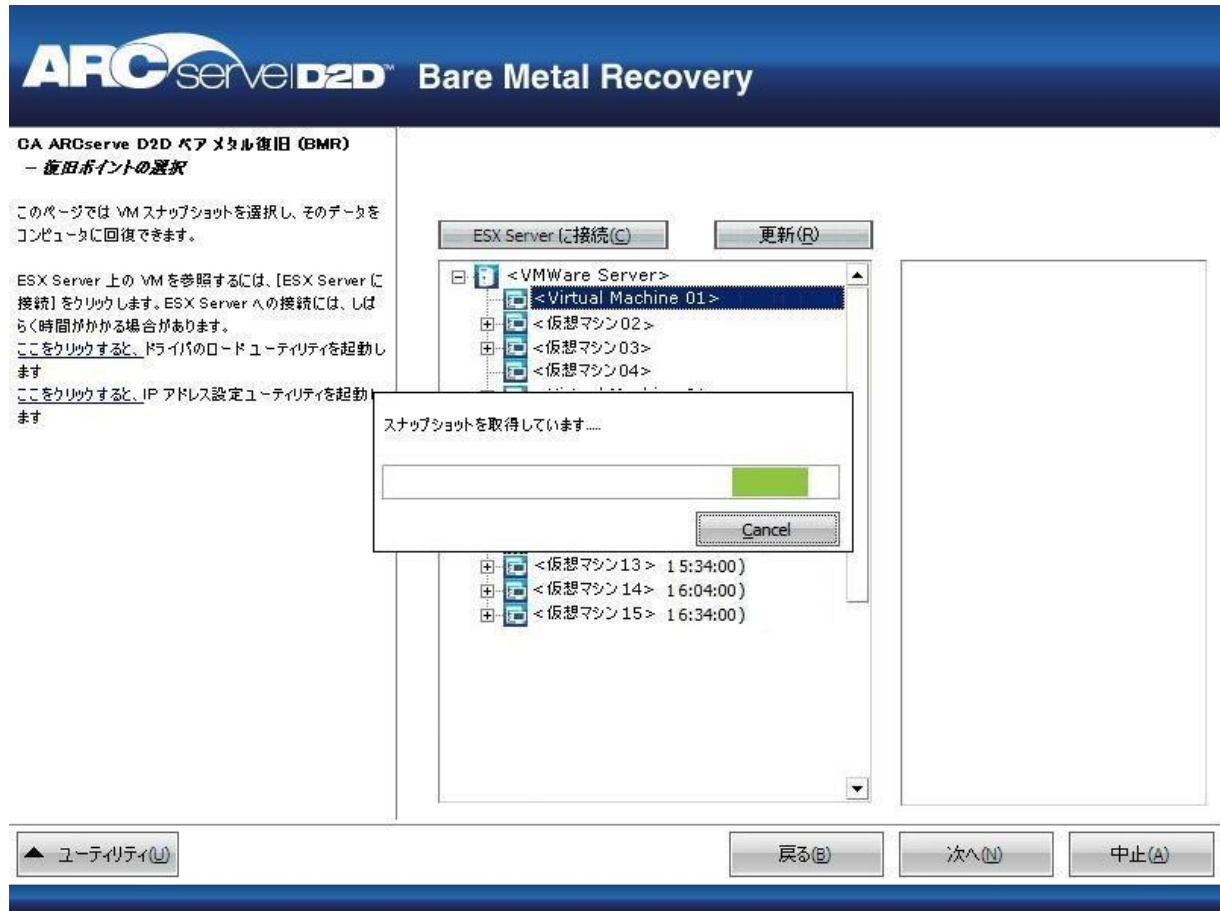 ARCserve D2D™ Bare Metal Recovery
CA ARCserve D2D ベア メタル復旧 (BMR)
– 復旧ポイントの選択
このページでは VM スナップショットを選択し、そのデータを
コンピュータに回復できます。
ESX Server 上の VM を参照するには、[ESX Server に
接続] をクリックします。ESX Server への接続には、しば
らく時間がかかる場合があります。
ここをクリックすると、ドライバのロード ユーティリティを起動し
ます
ここをクリックすると、IP アドレス設定ユーティリティを起動し
ます
ESX Server に接続(C)
更新(R)
<VMWare Server>
<Virtual Machine 01>
<仮想マシン02>
<仮想マシン03>
<仮想マシン04>
スナップショットを取得しています.....
Cancel
<仮想マシン13> 15:34:00)
<仮想マシン14> 16:04:00)
<仮想マシン15> 16:34:00)
ユーティリティ(U)
戻る(B)
次へ(N)
中止(A)